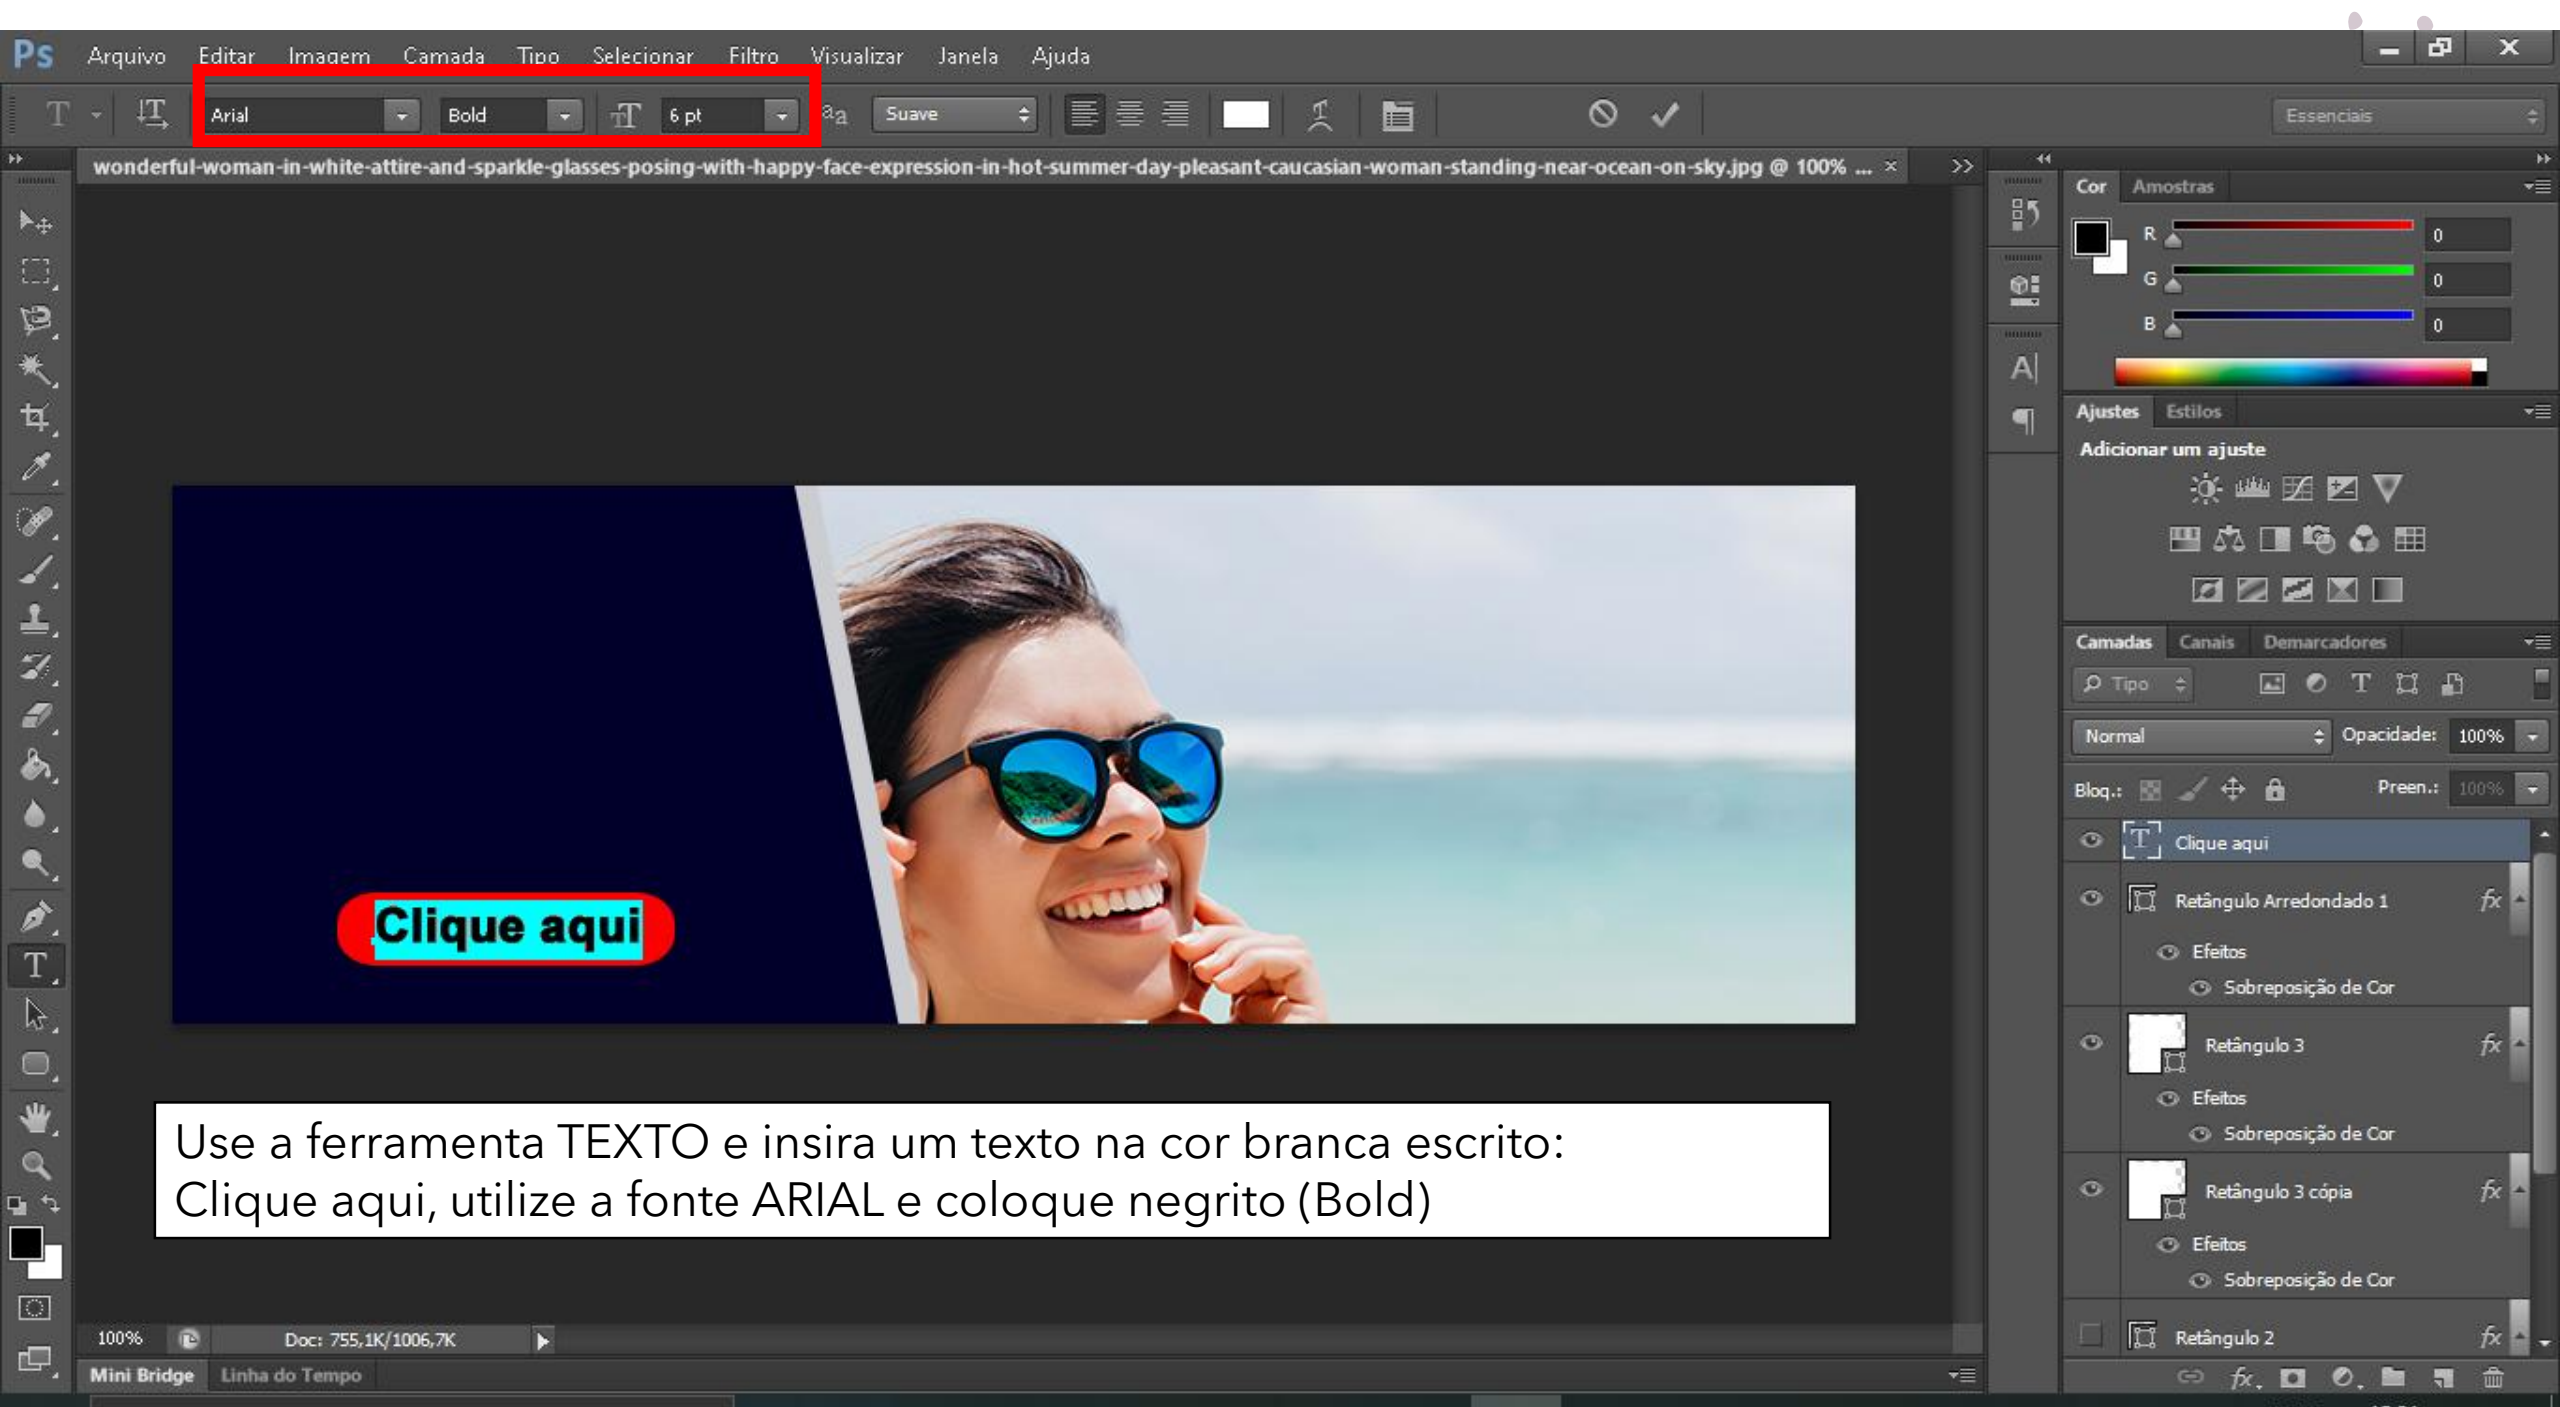 Ps Arquivo Editar Imagem Camada Tipo Selecionar Filtro Visualizar Janela Ajuda
Arial Bold 6 pt aa Suave Essenciais
wonderful-woman-in-white-attire-and-sparkle-glasses-posing-with-happy-face-expression-in-hot-summer-day-pleasant-caucasian-woman-standing-near-ocean-on-sky.jpg @ 100% ... ×
Cor Amostras
R 0
G 0
B 0
Ajustes Estilos
Adicionar um ajuste
Camadas Canais Demarcadores
Tipo
Normal Opacidade: 100%
Bloq.: Preen.: 100%
Clique aqui
Retângulo Arredondado 1 fx
Efeitos
Sobreposição de Cor
Retângulo 3 fx
Efeitos
Sobreposição de Cor
Retângulo 3 cópia fx
Efeitos
Sobreposição de Cor
Retângulo 2 fx
Clique aqui
Use a ferramenta TEXTO e insira um texto na cor branca escrito:
Clique aqui, utilize a fonte ARIAL e coloque negrito (Bold)
100% Doc: 755,1K/1006,7K
Mini Bridge Linha do Tempo